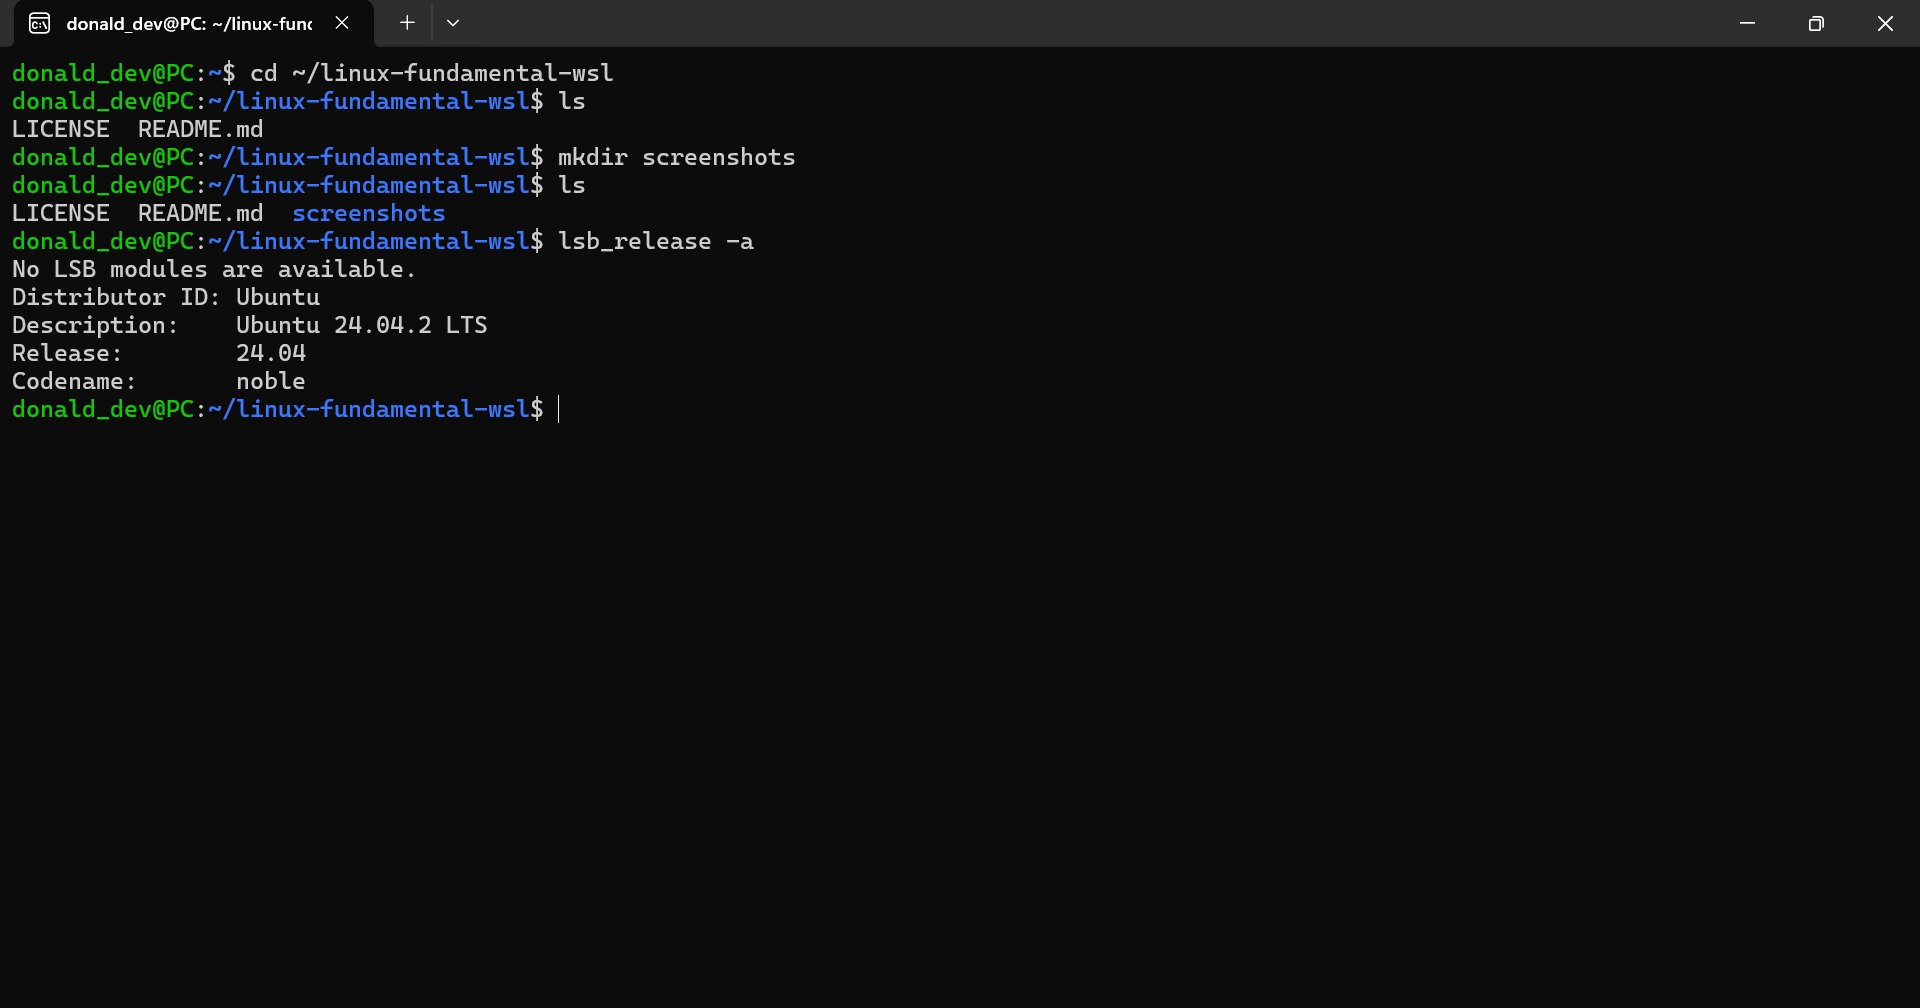 donald_dev@PC: ~/linux-func
donald_dev@PC:~$ cd ~/linux-fundamental-wsl
donald_dev@PC:~/linux-fundamental-wsl$ ls
LICENSE  README.md
donald_dev@PC:~/linux-fundamental-wsl$ mkdir screenshots
donald_dev@PC:~/linux-fundamental-wsl$ ls
LICENSE  README.md  screenshots
donald_dev@PC:~/linux-fundamental-wsl$ lsb_release -a
No LSB modules are available.
Distributor ID: Ubuntu
Description:    Ubuntu 24.04.2 LTS
Release:        24.04
Codename:       noble
donald_dev@PC:~/linux-fundamental-wsl$